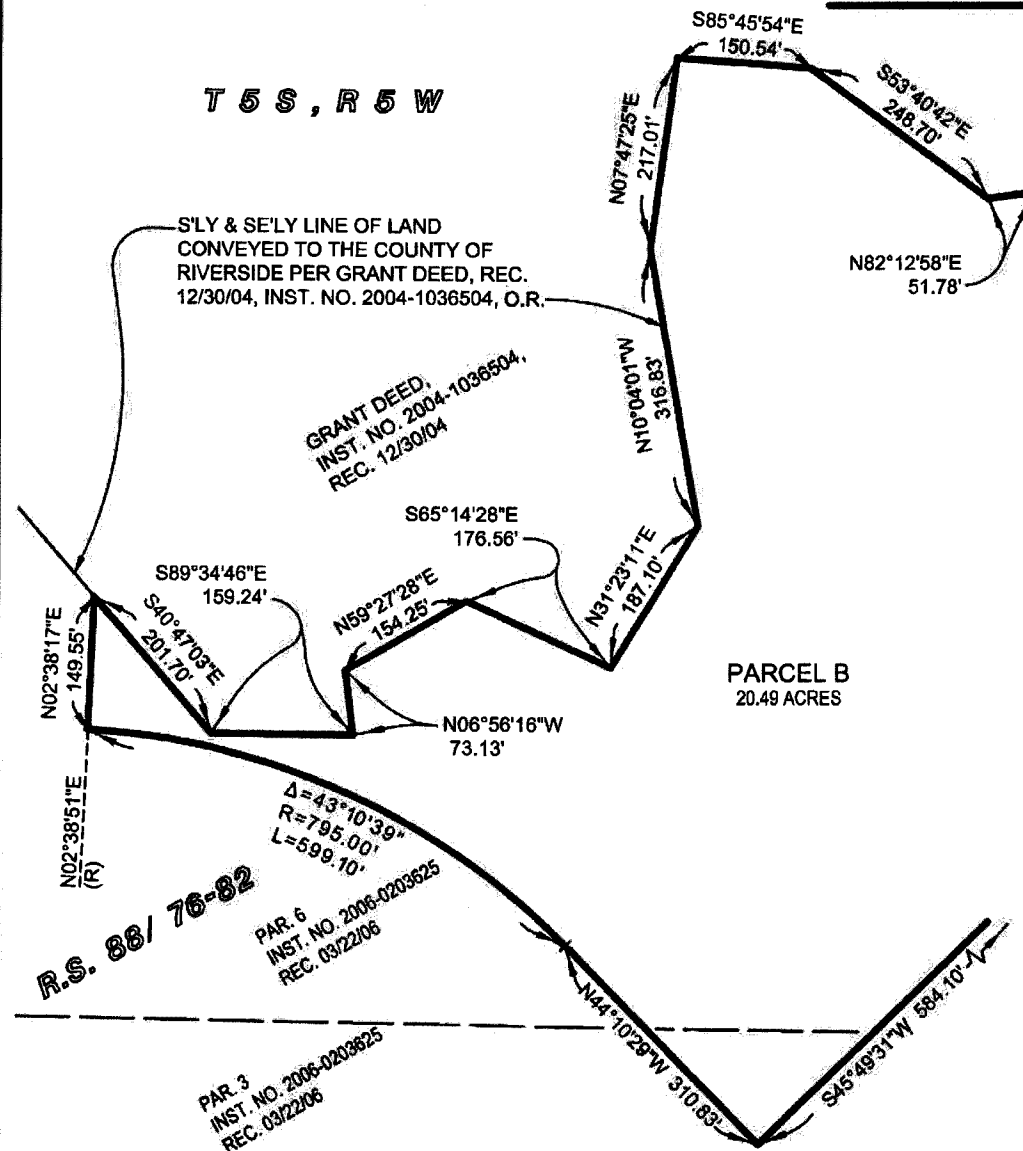 S85°45'54"E
150.54'
T 5 S , R 5 W
S53°40'42"E
248.70'
N07°47'25"E
217.01'
S'LY & SE'LY LINE OF LAND
CONVEYED TO THE COUNTY OF
RIVERSIDE PER GRANT DEED, REC.
12/30/04, INST. NO. 2004-1036504, O.R.
N82°12'58"E
51.78'
N10°04'01"W
316.83'
GRANT DEED,
INST. NO. 2004-1036504,
REC. 12/30/04
S65°14'28"E
176.56'
S89°34'46"E
159.24'
N59°27'28"E
154.25'
N31°23'11"E
187.10'
S40°47'03"E
201.70'
N02°38'17"E
149.55'
PARCEL B
20.49 ACRES
N06°56'16"W
73.13'
N02°38'51"E
(R)
Δ=43°10'39"
R=795.00'
L=599.10'
R.S. 88/ 76-82
PAR. 6
INST. NO. 2006-0203625
REC. 03/22/06
N44°10'29"W 310.83'
S45°49'31"W 584.10'
PAR. 3
INST. NO. 2006-0203625
REC. 03/22/06